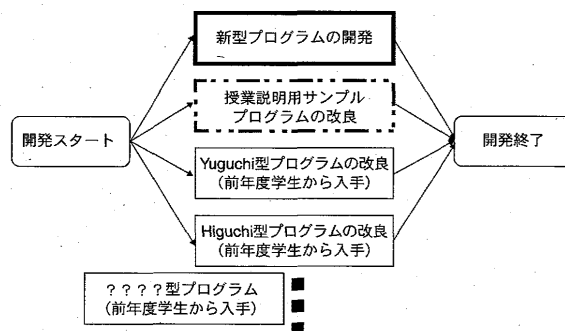 新型プログラムの開発
授業説明用サンプル
プログラムの改良
開発スタート
開発終了
Yuguchi型プログラムの改良
(前年度学生から入手)
Higuchi型プログラムの改良
(前年度学生から入手)
????型プログラム
(前年度学生から入手)